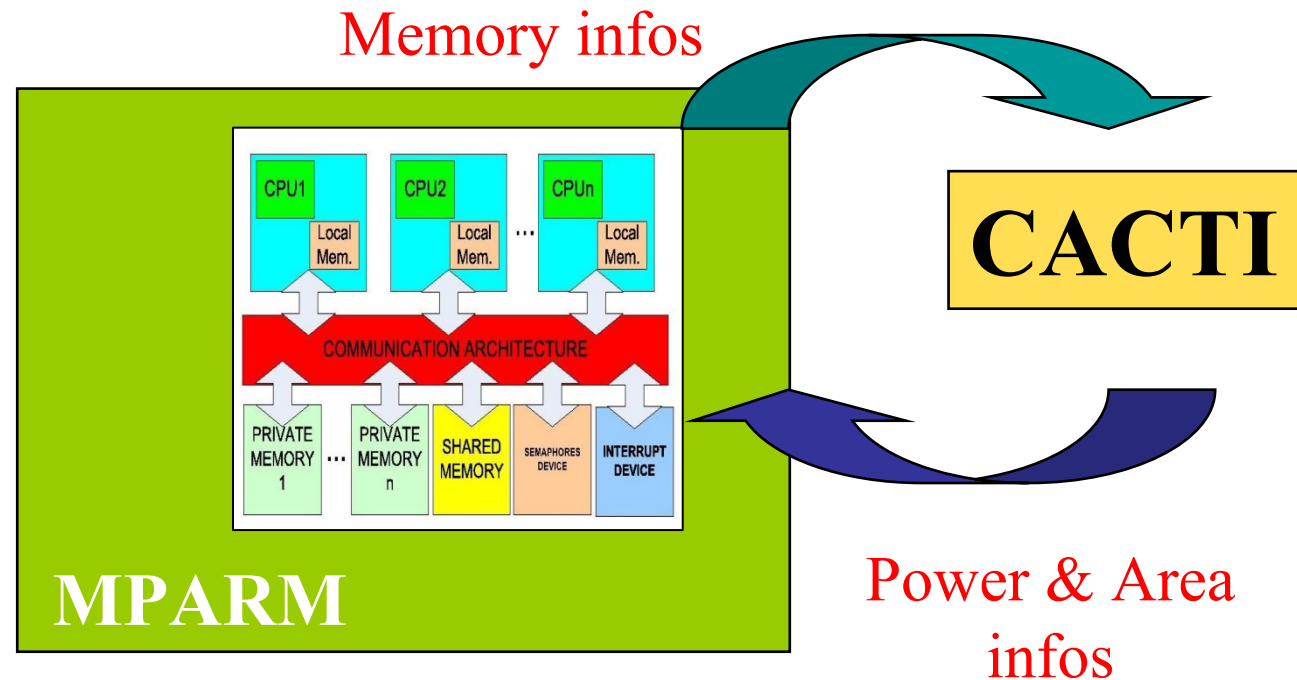 Memory infos
CPU1
CPU2
CPUn
Local
Mem.
Local
Mem.
...
Local
Mem.
CACTI
COMMUNICATION ARCHITECTURE
PRIVATE
MEMORY
1
...
PRIVATE
MEMORY
n
SHARED
MEMORY
SEMAPHORES
DEVICE
INTERRUPT
DEVICE
MPARM
Power & Area
infos